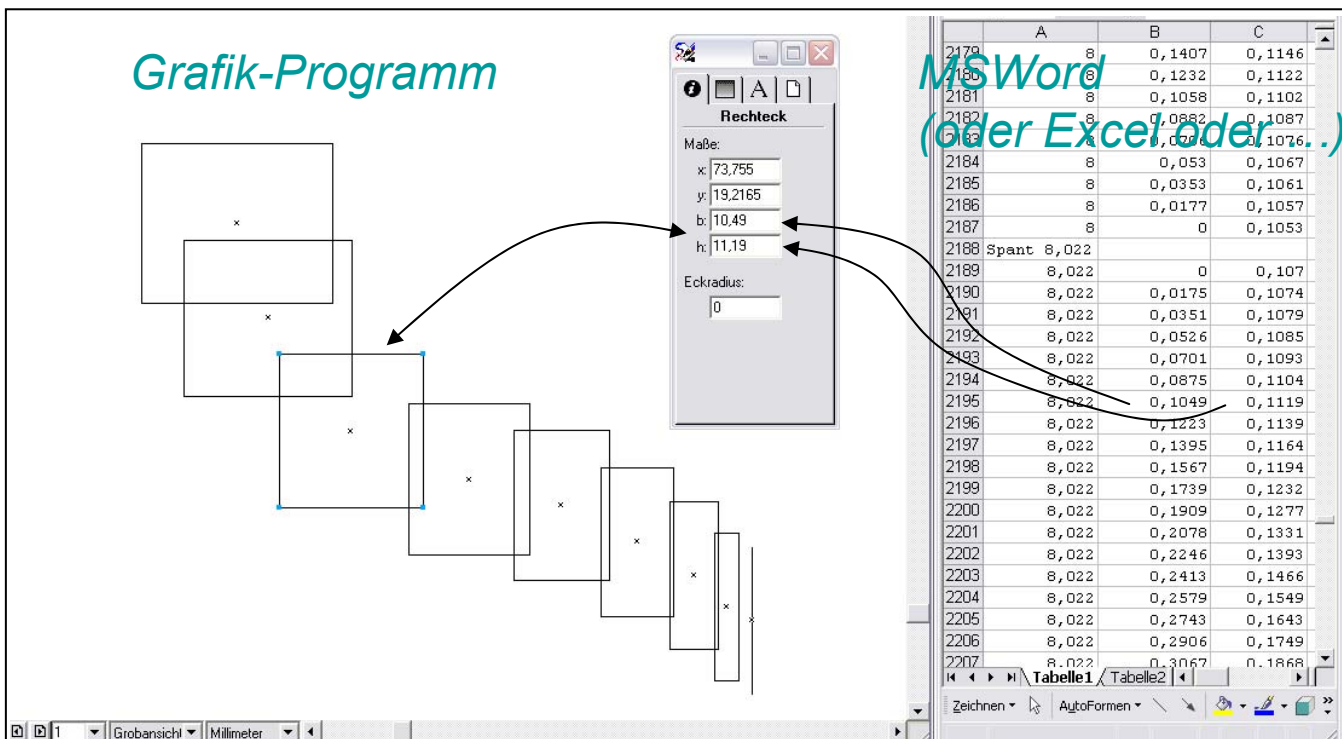 Grafik-Programm
Rechteck
Maße:
x: 73,755
y: 19,2165
b: 10,49
h: 11,19
Eckradius:
0
1 Grobansicht Millimeter
MSWord
(oder Excel oder ...)
A B C
2179 8 0,1407 0,1146
2180 8 0,1232 0,1122
2181 8 0,1058 0,1102
2182 8 0,0882 0,1087
2183 8 0,1076
2184 8 0,053 0,1067
2185 8 0,0353 0,1061
2186 8 0,0177 0,1057
2187 8 0 0,1053
2188 Spant 8,022
2189 8,022 0 0,107
2190 8,022 0,0175 0,1074
2191 8,022 0,0351 0,1079
2192 8,022 0,0526 0,1085
2193 8,022 0,0701 0,1093
2194 8,022 0,0875 0,1104
2195 8,022 0,1049 0,1119
2196 8,022 0,1223 0,1139
2197 8,022 0,1395 0,1164
2198 8,022 0,1567 0,1194
2199 8,022 0,1739 0,1232
2200 8,022 0,1909 0,1277
2201 8,022 0,2078 0,1331
2202 8,022 0,2246 0,1393
2203 8,022 0,2413 0,1466
2204 8,022 0,2579 0,1549
2205 8,022 0,2743 0,1643
2206 8,022 0,2906 0,1749
2207 8,022 0,3067 0,1868
Tabelle1 Tabelle2
Zeichnen AutoFormen